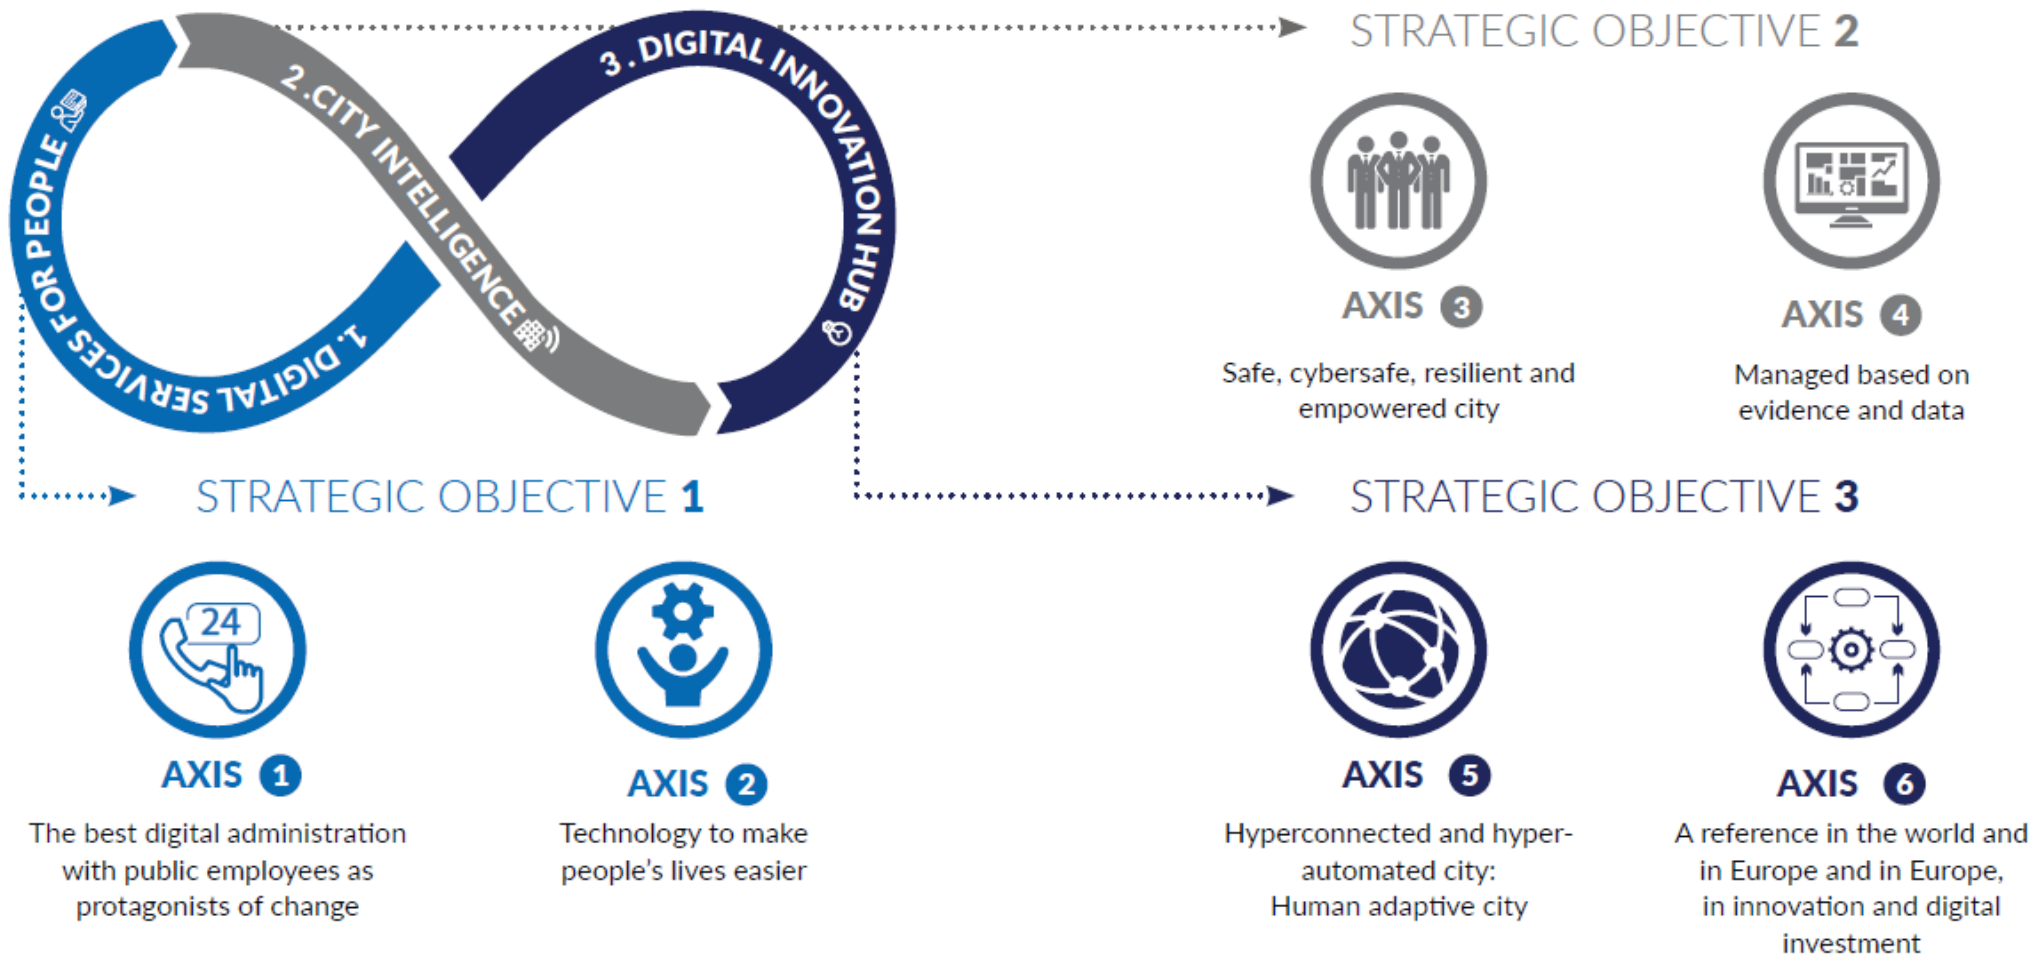 1. DIGITAL SERVICES FOR PEOPLE
2 .CITY INTELLIGENCE
3 . DIGITAL INNOVATION HUB
STRATEGIC OBJECTIVE 1
24
AXIS 1
The best digital administration
with public employees as
protagonists of change
AXIS 2
Technology to make
people's lives easier
STRATEGIC OBJECTIVE 2
AXIS 3
Safe, cybersafe, resilient and
empowered city
AXIS 4
Managed based on
evidence and data
STRATEGIC OBJECTIVE 3
AXIS 5
Hyperconnected and hyper-
automated city:
Human adaptive city
AXIS 6
A reference in the world and
in Europe and in Europe,
in innovation and digital
investment